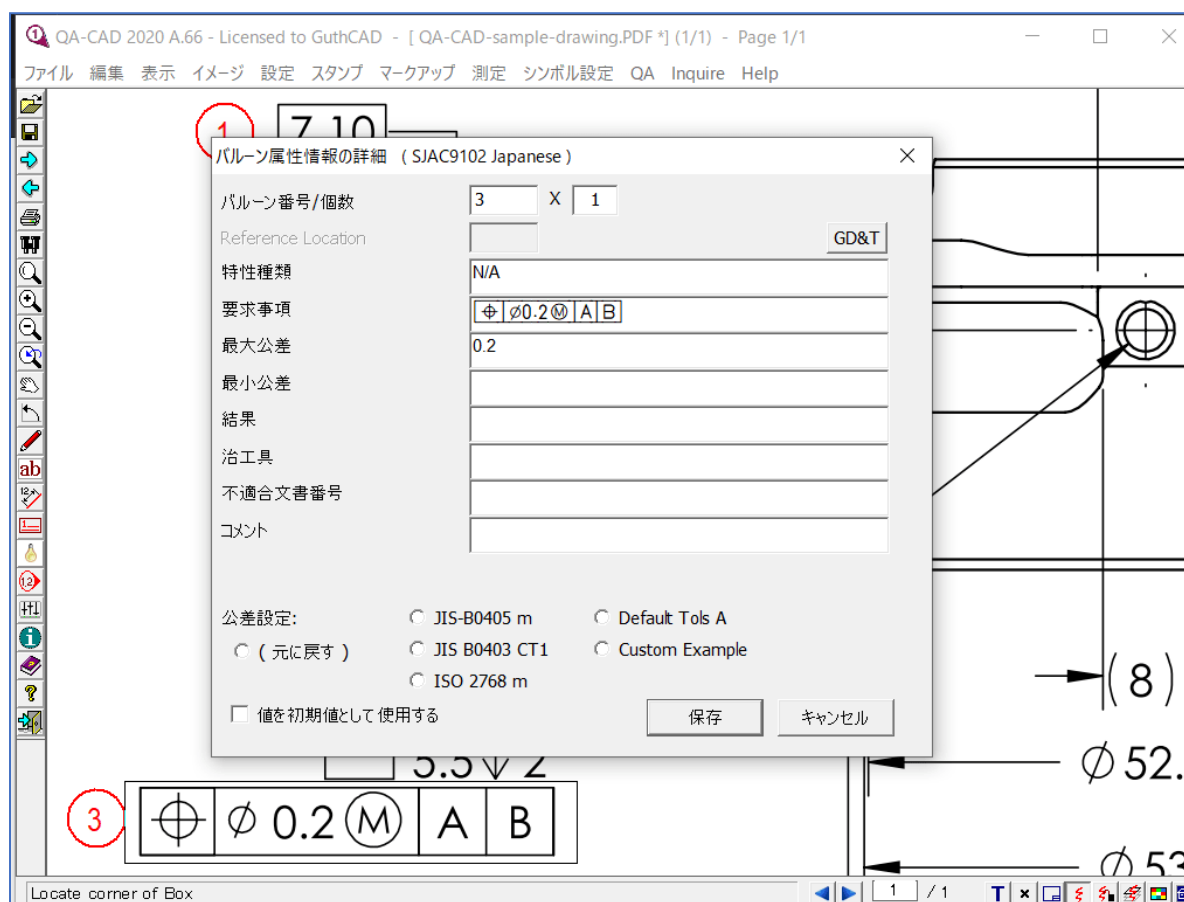 QA-CAD 2020 A.66 - Licensed to GuthCAD - [ QA-CAD-sample-drawing.PDF *] (1/1) - Page 1/1
ファイル 編集 表示 イメージ 設定 スタンプ マークアップ 測定 シンボル設定 QA Inquire Help
1 7.10
バルーン属性情報の詳細 ( SJAC9102 Japanese )
バルーン番号/個数 3 X 1
Reference Location GD&T
特性種類 N/A
要求事項 ⌖ ⌀0.2Ⓜ A B
最大公差 0.2
最小公差
結果
治工具
不適合文書番号
コメント
公差設定: JIS-B0405 m Default Tols A
( 元に戻す ) JIS B0403 CT1 Custom Example
ISO 2768 m
値を初期値として使用する 保存 キャンセル
(8)
5.5↓2
⌀52.
3 ⌖ ⌀0.2 Ⓜ A B
⌀53
Locate corner of Box 1 / 1
ab
T